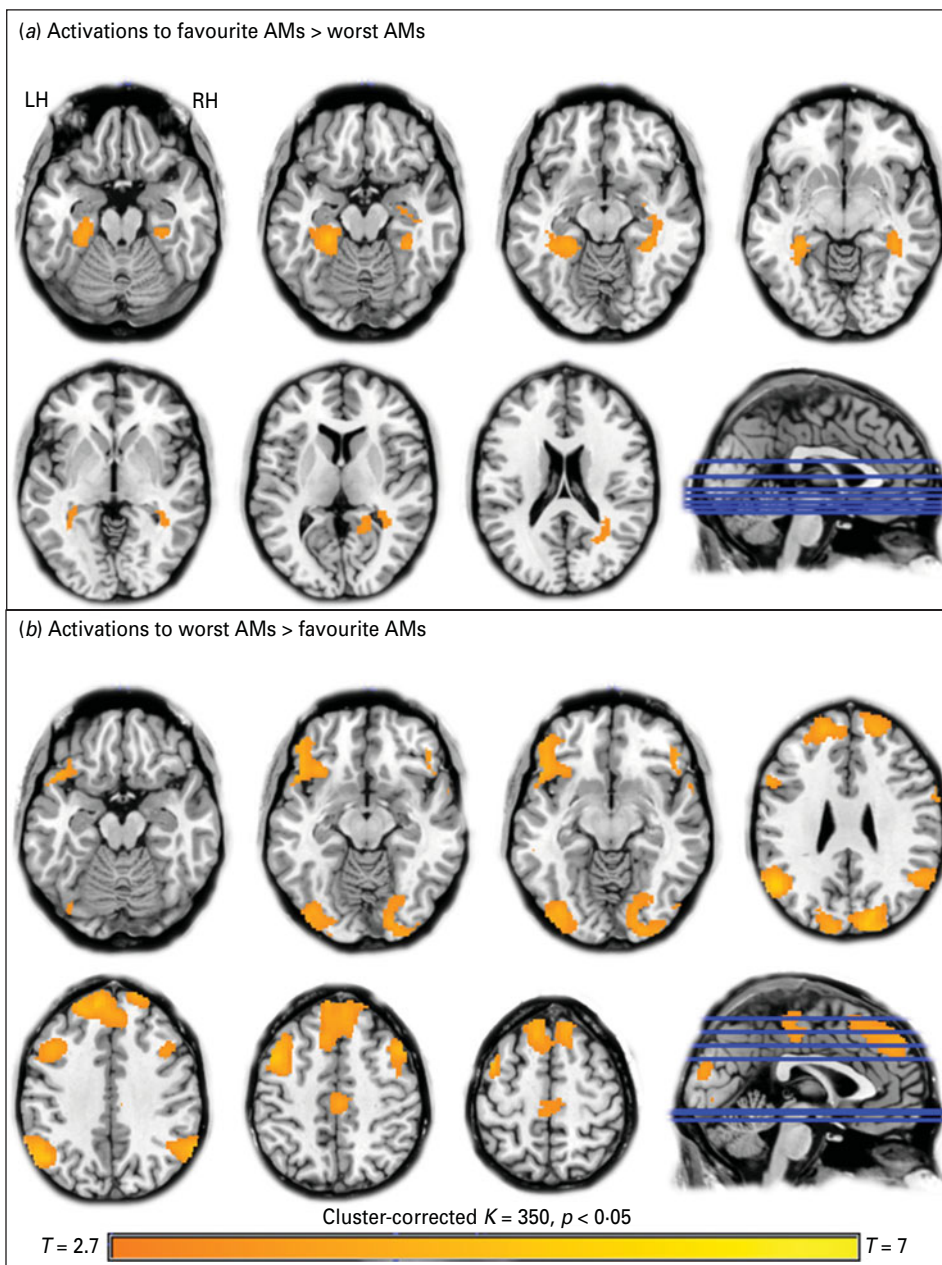 (a) Activations to favourite AMs > worst AMs
LH RH
(b) Activations to worst AMs > favourite AMs
Cluster-corrected K = 350, p < 0·05
T = 2.7 T = 7